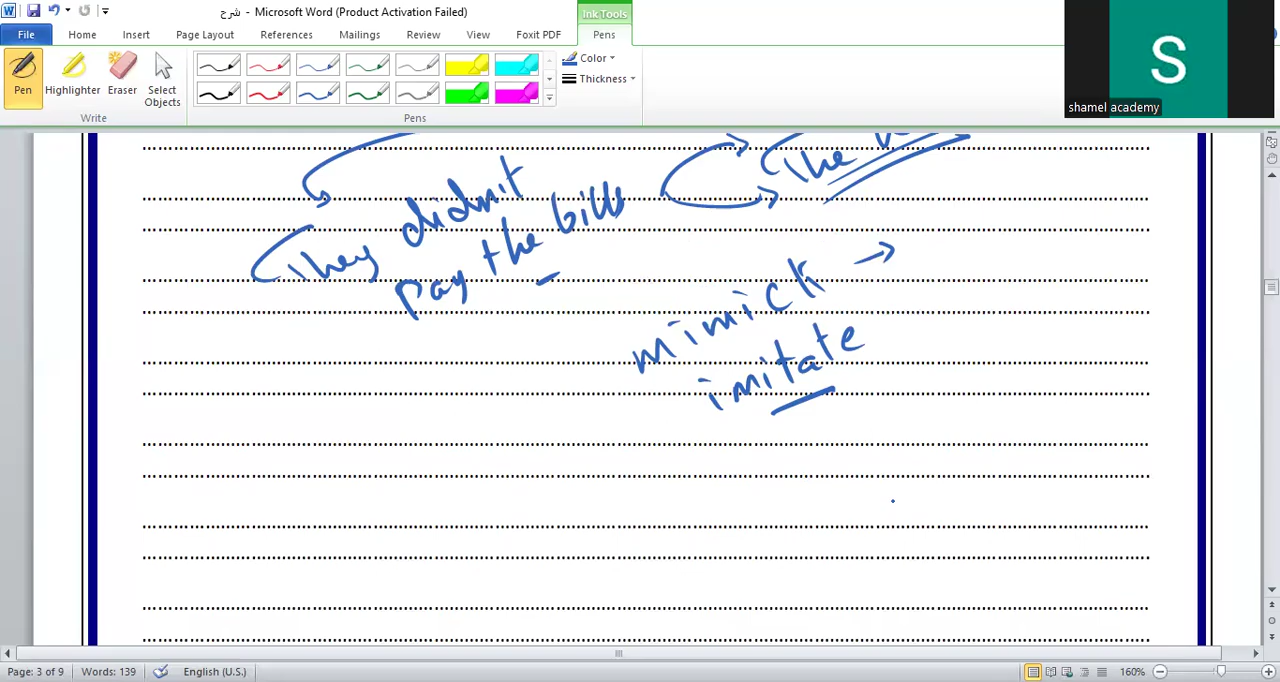 شرح - Microsoft Word (Product Activation Failed)
Ink Tools
File Home Insert Page Layout References Mailings Review View Foxit PDF Pens
Pen Highlighter Eraser Select Objects
Color
Thickness
Write Pens
S
shamel academy
The
They didn't
pay the bills
mimick →
imitate
Page: 3 of 9 Words: 139 English (U.S.) 160%